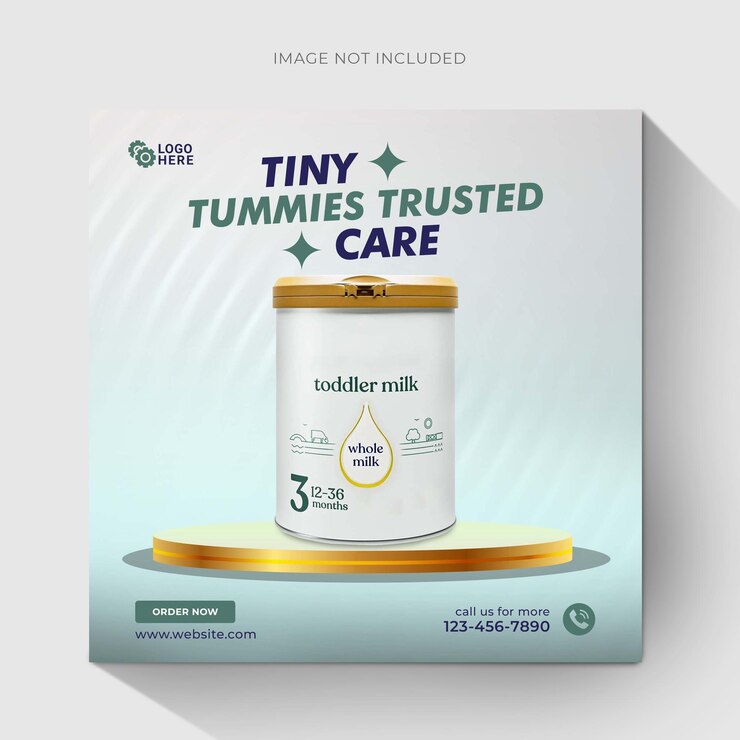 IMAGE NOT INCLUDED
LOGO
HERE
TINY
TUMMIES TRUSTED
CARE
toddler milk
whole
milk
3 12-36
months
ORDER NOW
www.website.com
call us for more
123-456-7890